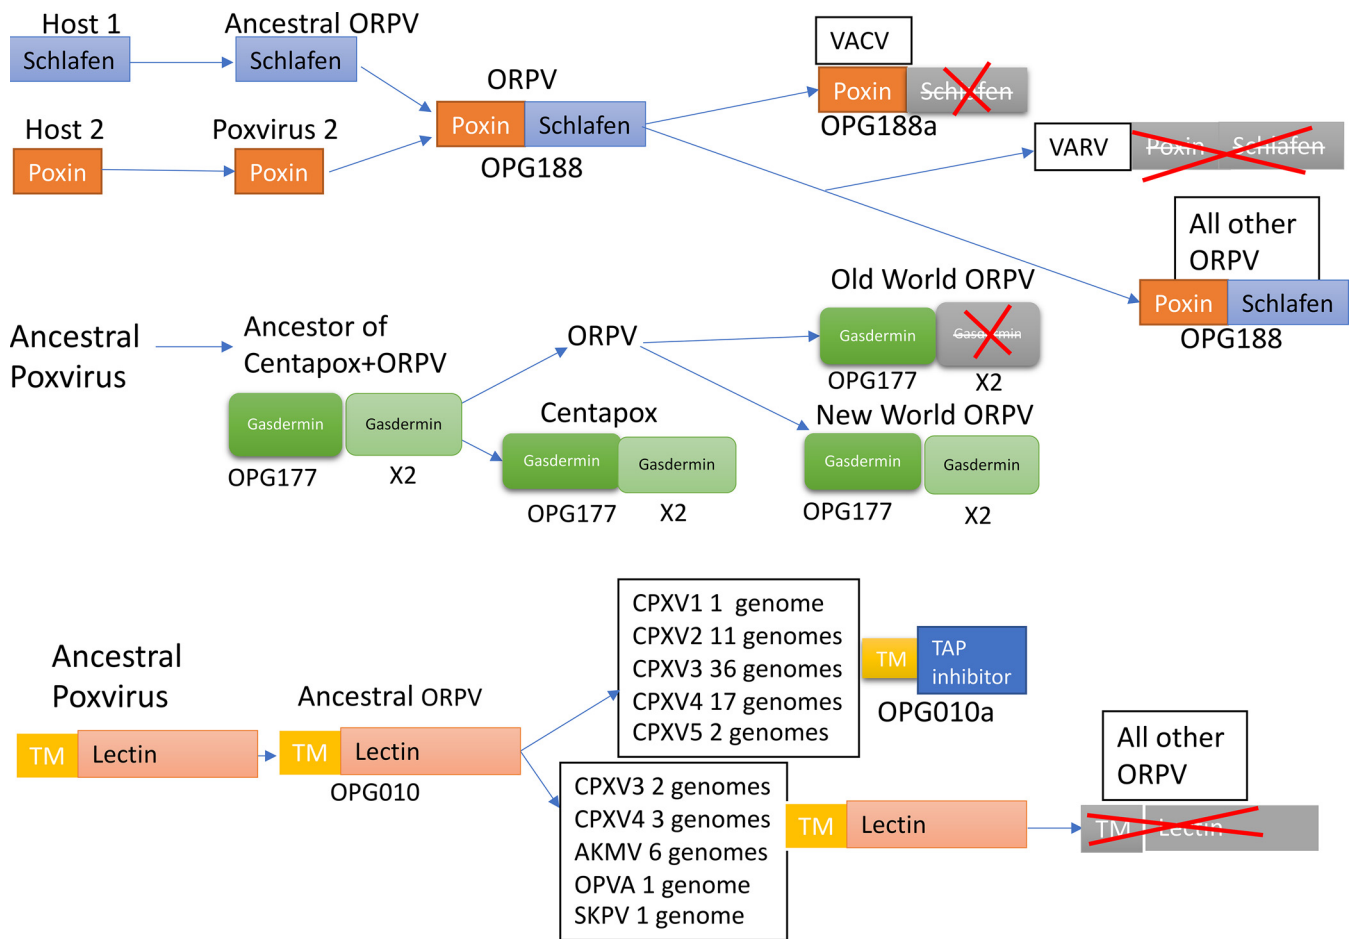 Host 1
Schlafen
Ancestral ORPV
Schlafen
Host 2
Poxin
Poxvirus 2
Poxin
ORPV
Poxin Schlafen
OPG188
VACV
Poxin Schlafen
OPG188a
VARV Poxin Schlafen
All other
ORPV
Poxin Schlafen
OPG188
Ancestral
Poxvirus
Ancestor of
Centapox+ORPV
Gasdermin Gasdermin
OPG177 X2
ORPV
Centapox
Gasdermin Gasdermin
OPG177 X2
Old World ORPV
Gasdermin Gasdermin
OPG177 X2
New World ORPV
Gasdermin Gasdermin
OPG177 X2
Ancestral
Poxvirus
TM Lectin
Ancestral ORPV
TM Lectin
OPG010
CPXV1 1 genome
CPXV2 11 genomes
CPXV3 36 genomes
CPXV4 17 genomes
CPXV5 2 genomes
TM TAP
inhibitor
OPG010a
CPXV3 2 genomes
CPXV4 3 genomes
AKMV 6 genomes
OPVA 1 genome
SKPV 1 genome
TM Lectin
All other
ORPV
TM Lectin